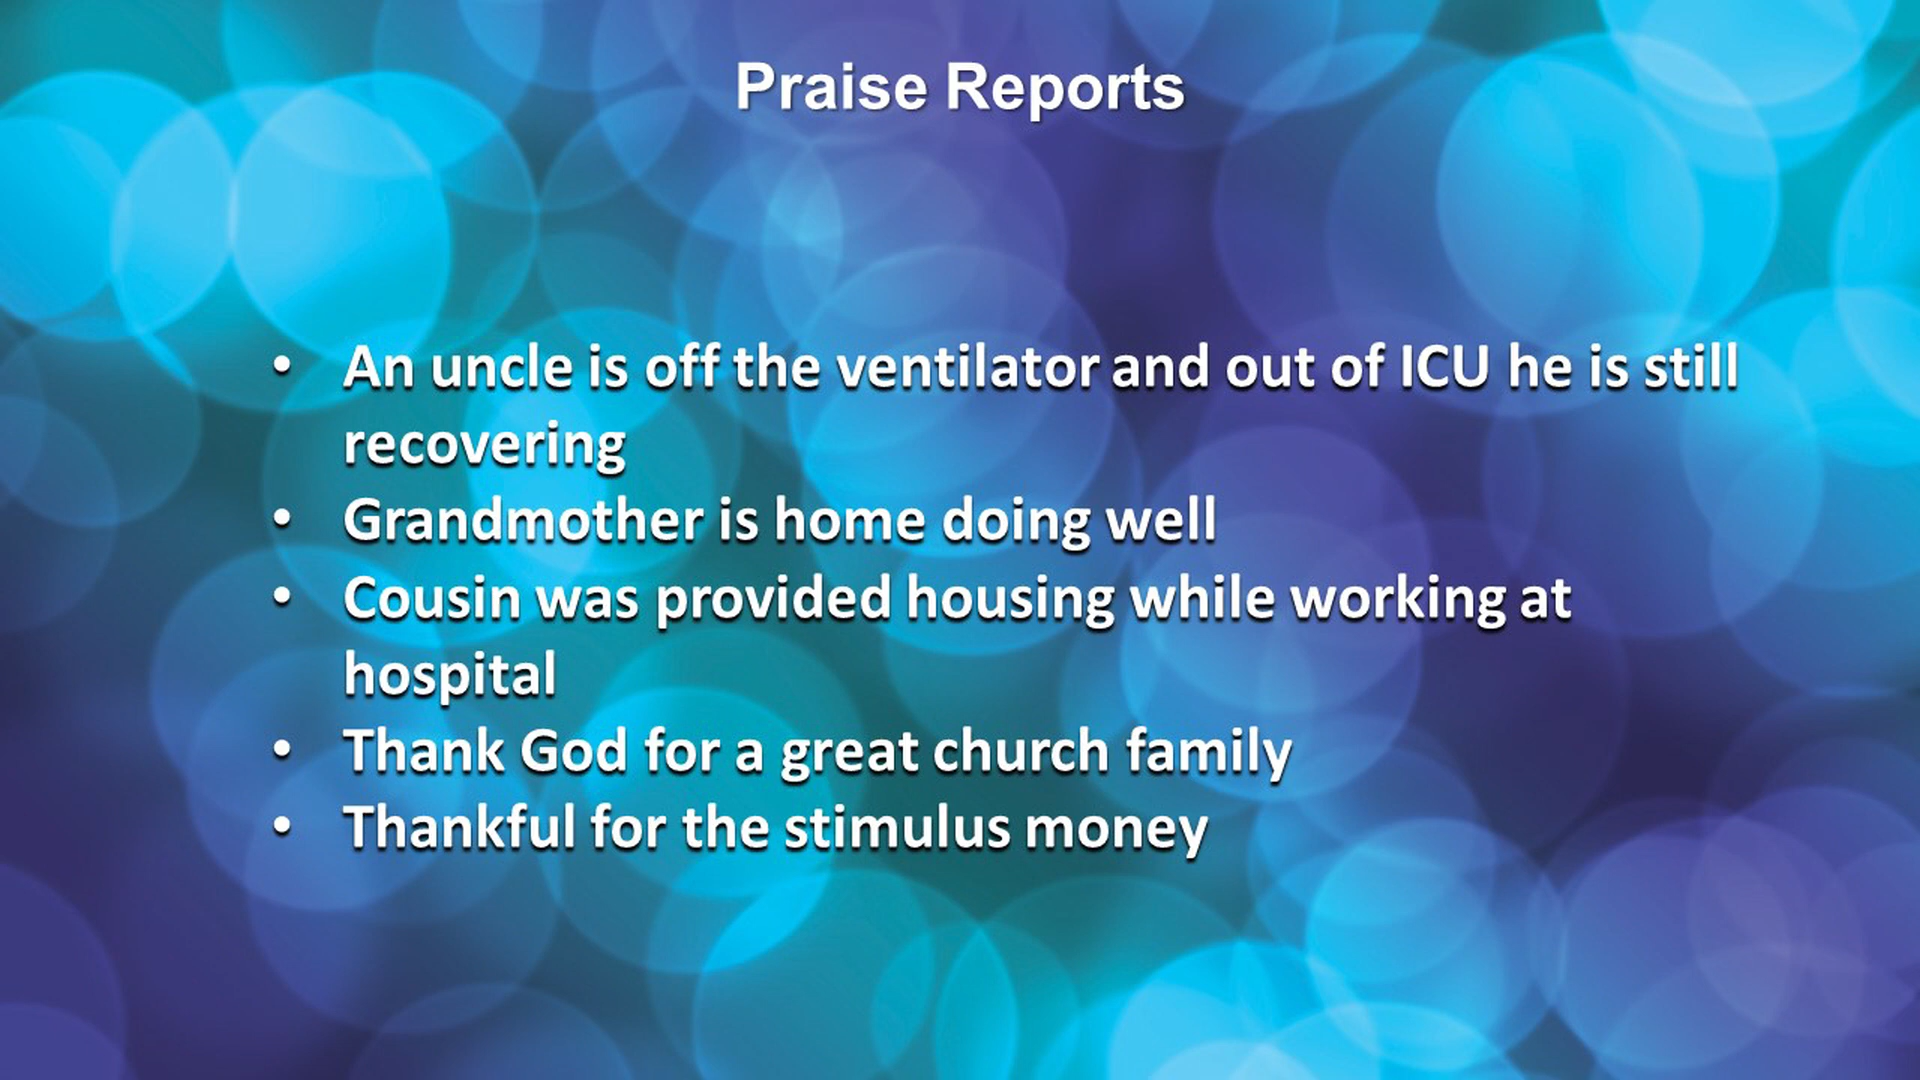 Praise Reports
• An uncle is off the ventilator and out of ICU he is still
recovering
• Grandmother is home doing well
• Cousin was provided housing while working at
hospital
• Thank God for a great church family
• Thankful for the stimulus money